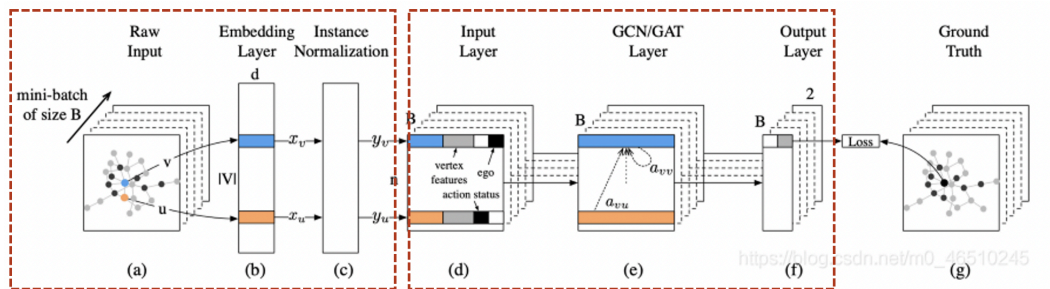 Raw
Input
Embedding
Layer
Instance
Normalization
Input
Layer
GCN/GAT
Layer
Output
Layer
Ground
Truth
mini-batch
of size B
d
v
u
|V|
x_v
x_u
y_v
y_u
B
n
vertex
features
ego
action status
B
a_vv
a_vu
2
B
Loss
(a)
(b)
(c)
(d)
(e)
(f)
(g)
https://blog.csdn.net/m0_46510245